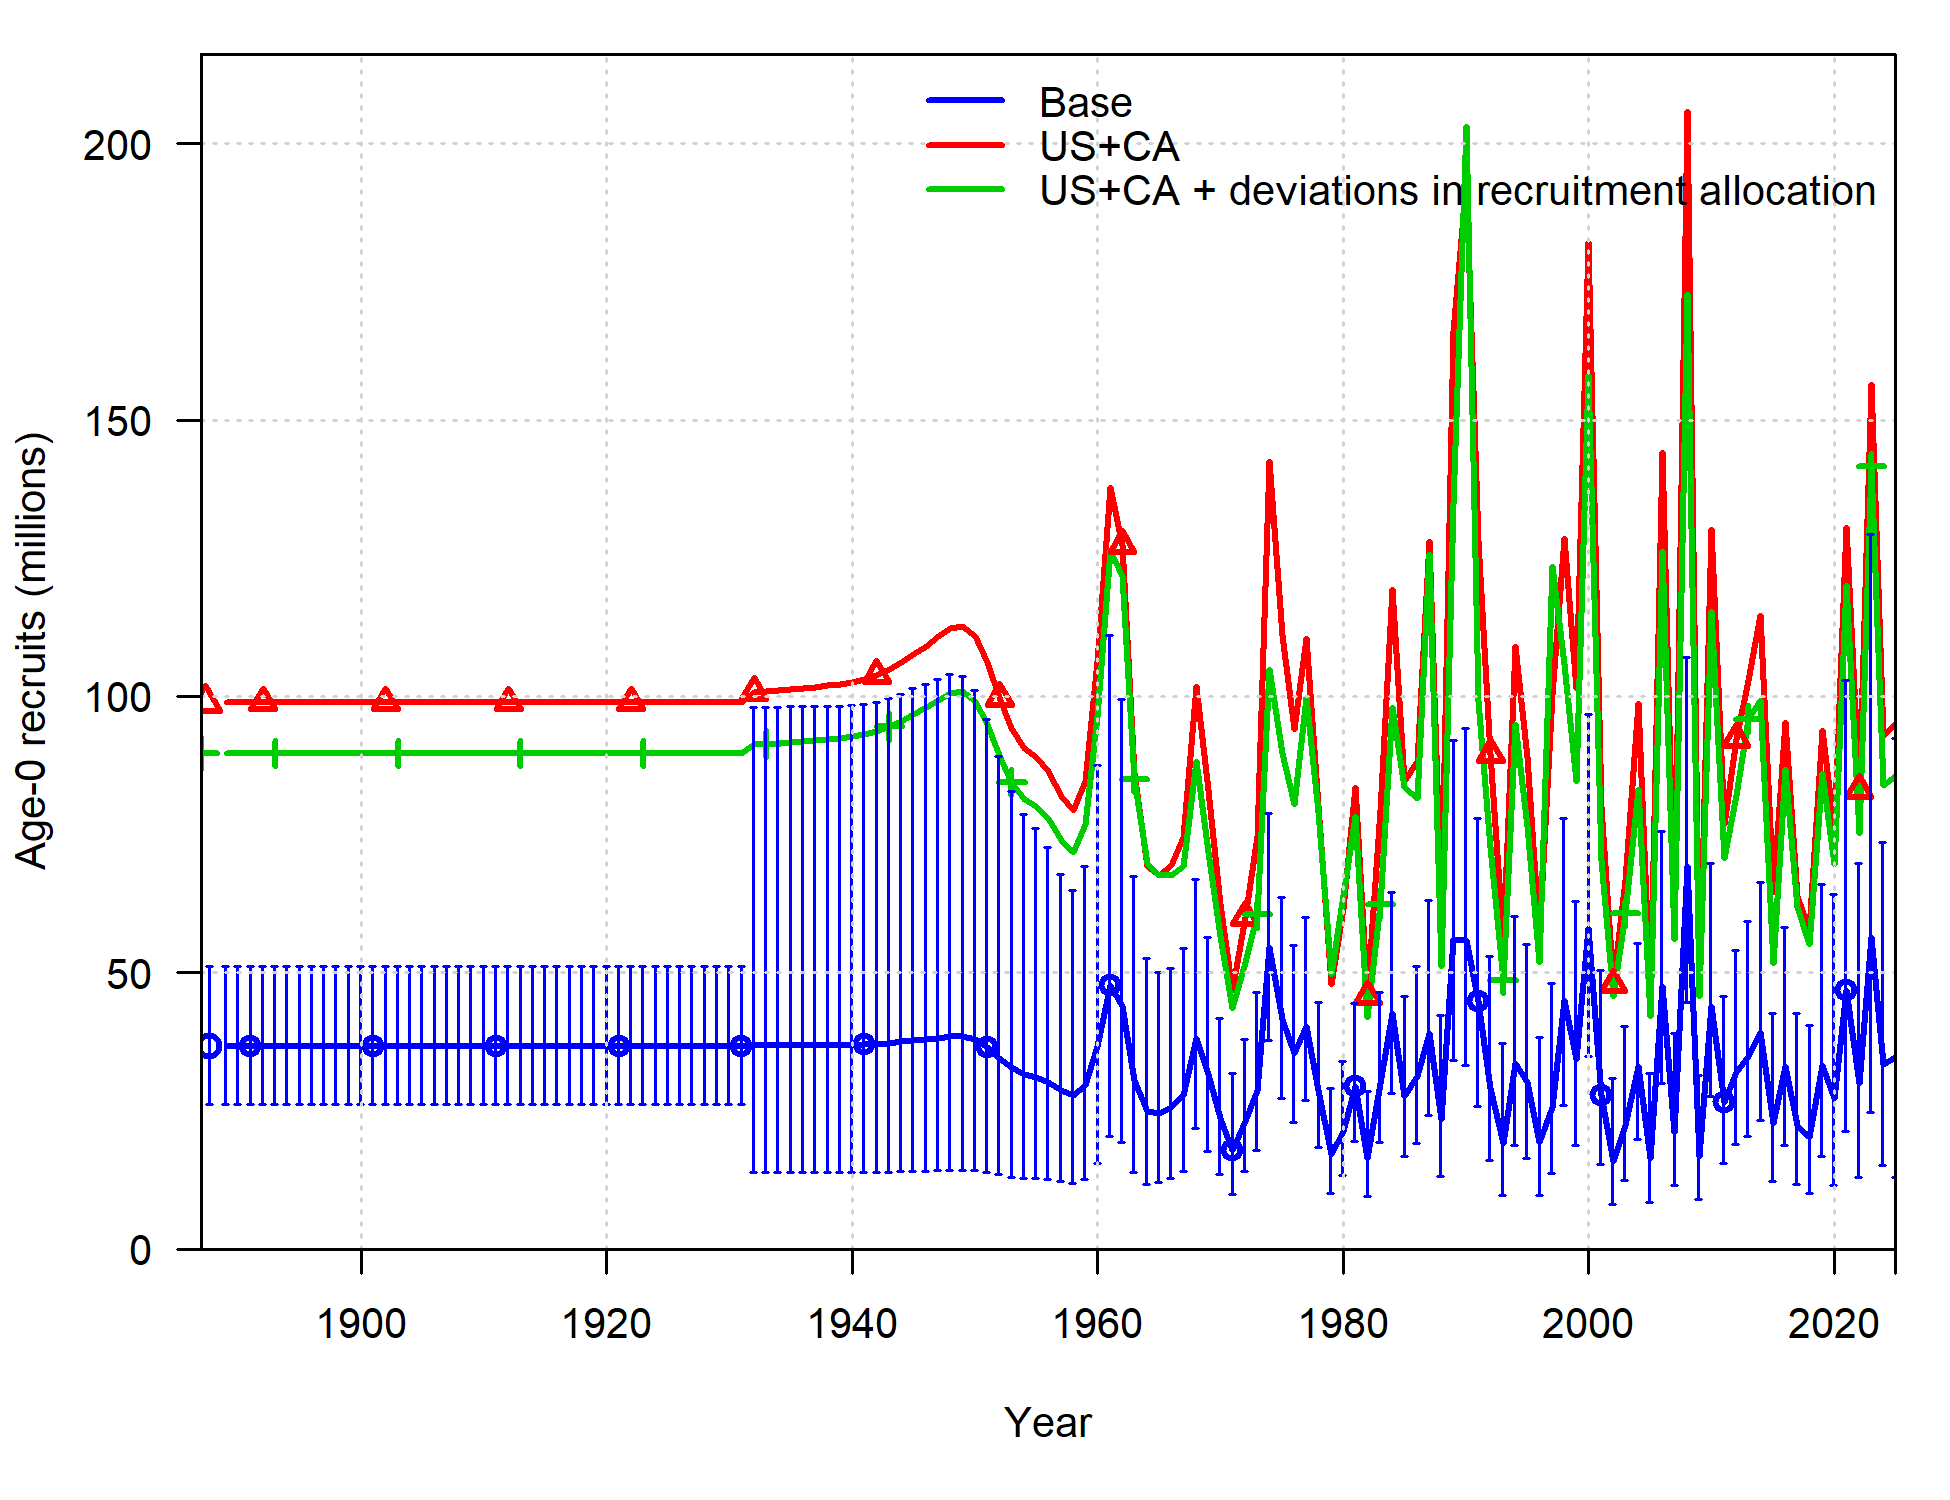 Base
US+CA
US+CA + deviations in recruitment allocation
Age-0 recruits (millions)
200
150
100
50
0
1900 1920 1940 1960 1980 2000 2020
Year